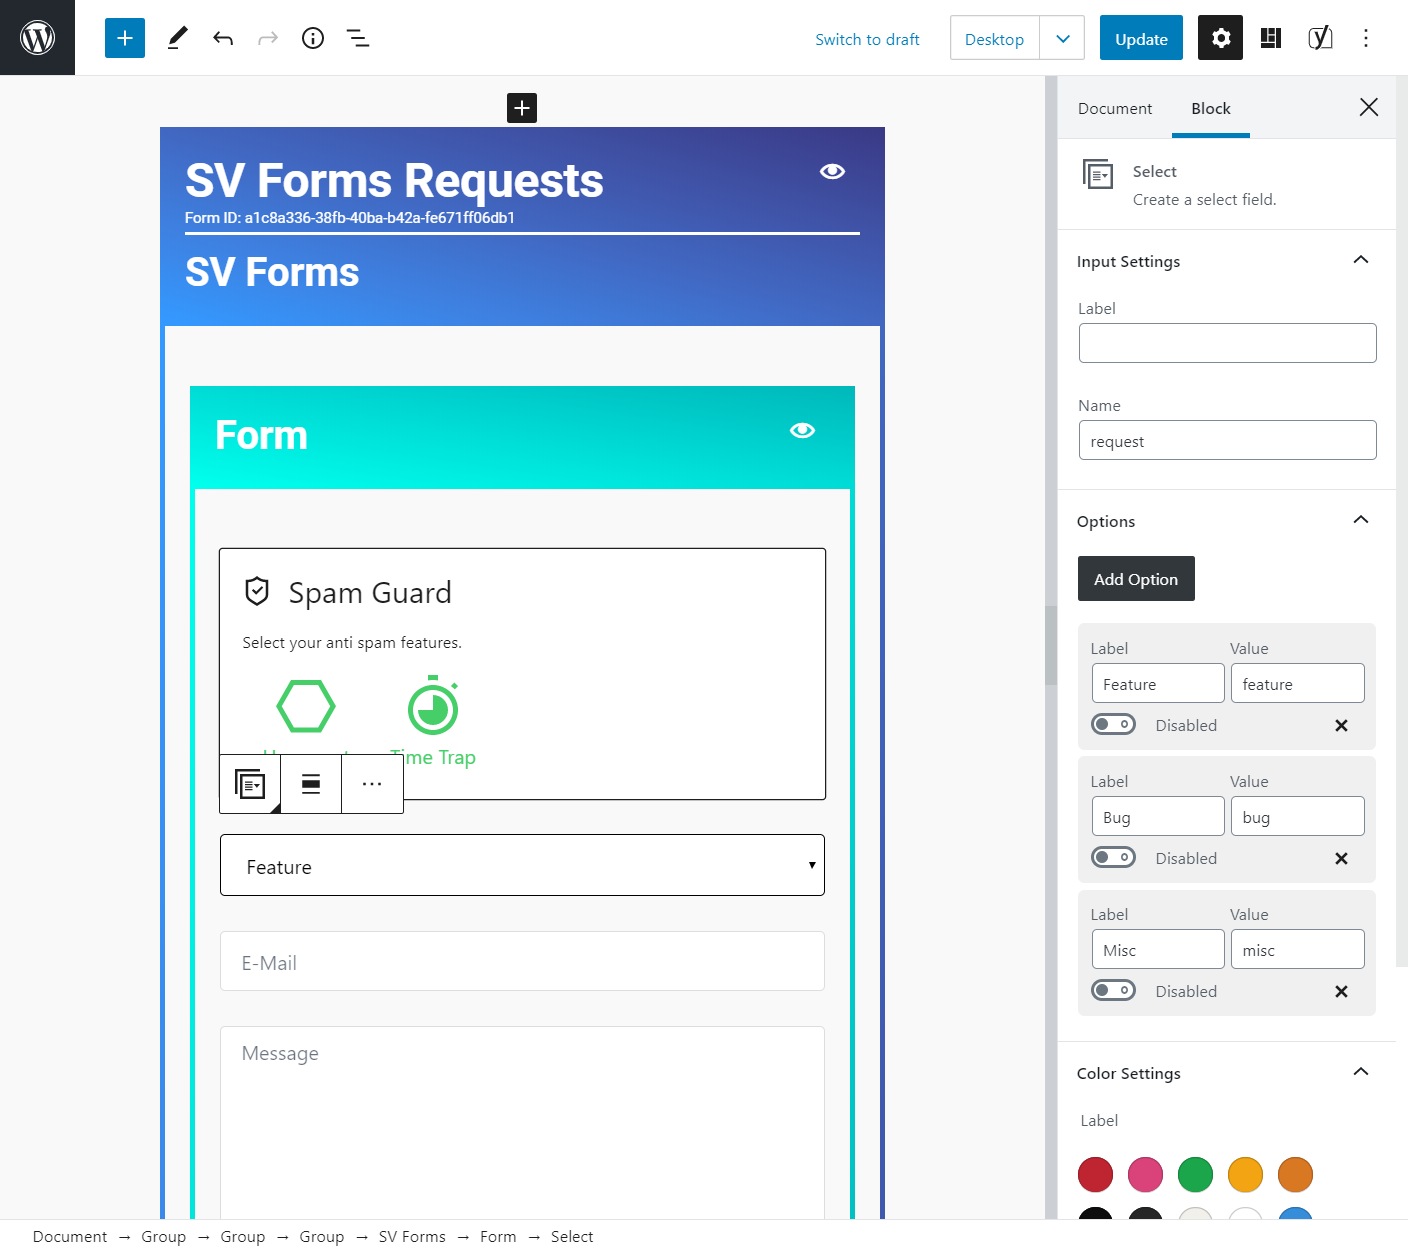 Switch to draft
Desktop
Update
SV Forms Requests
Form ID: a1c8a336-38fb-40ba-b42a-fe671ff06db1
SV Forms
Form
Spam Guard
Select your anti spam features.
Time Trap
Feature
E-Mail
Message
Document Block
Select
Create a select field.
Input Settings
Label
Name
request
Options
Add Option
Label Value
Feature feature
Disabled
Label Value
Bug bug
Disabled
Label Value
Misc misc
Disabled
Color Settings
Label
Document → Group → Group → Group → SV Forms → Form → Select